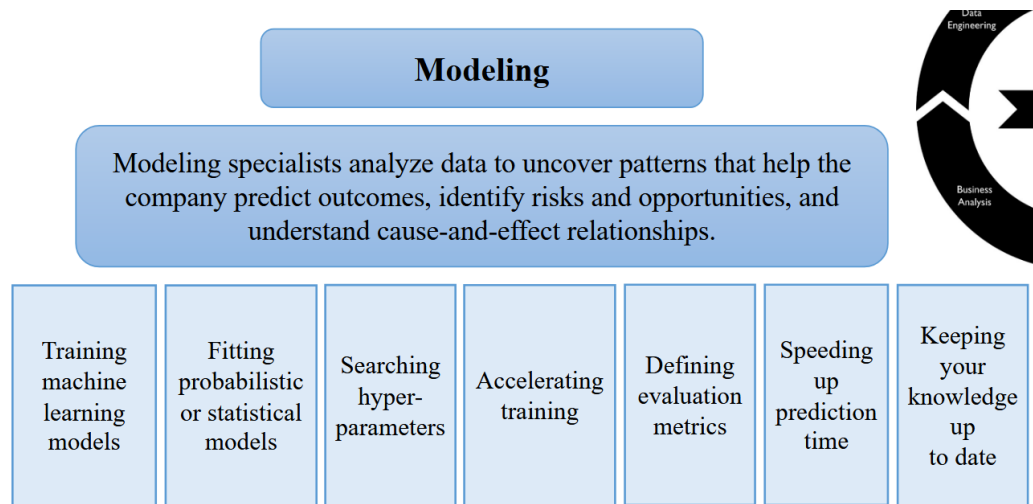 Modeling
Data
Engineering
Modeling specialists analyze data to uncover patterns that help the
company predict outcomes, identify risks and opportunities, and
understand cause-and-effect relationships.
Business
Analysis
Training
machine
learning
models
Fitting
probabilistic
or statistical
models
Searching
hyper-
parameters
Accelerating
training
Defining
evaluation
metrics
Speeding
up
prediction
time
Keeping
your
knowledge
up
to date